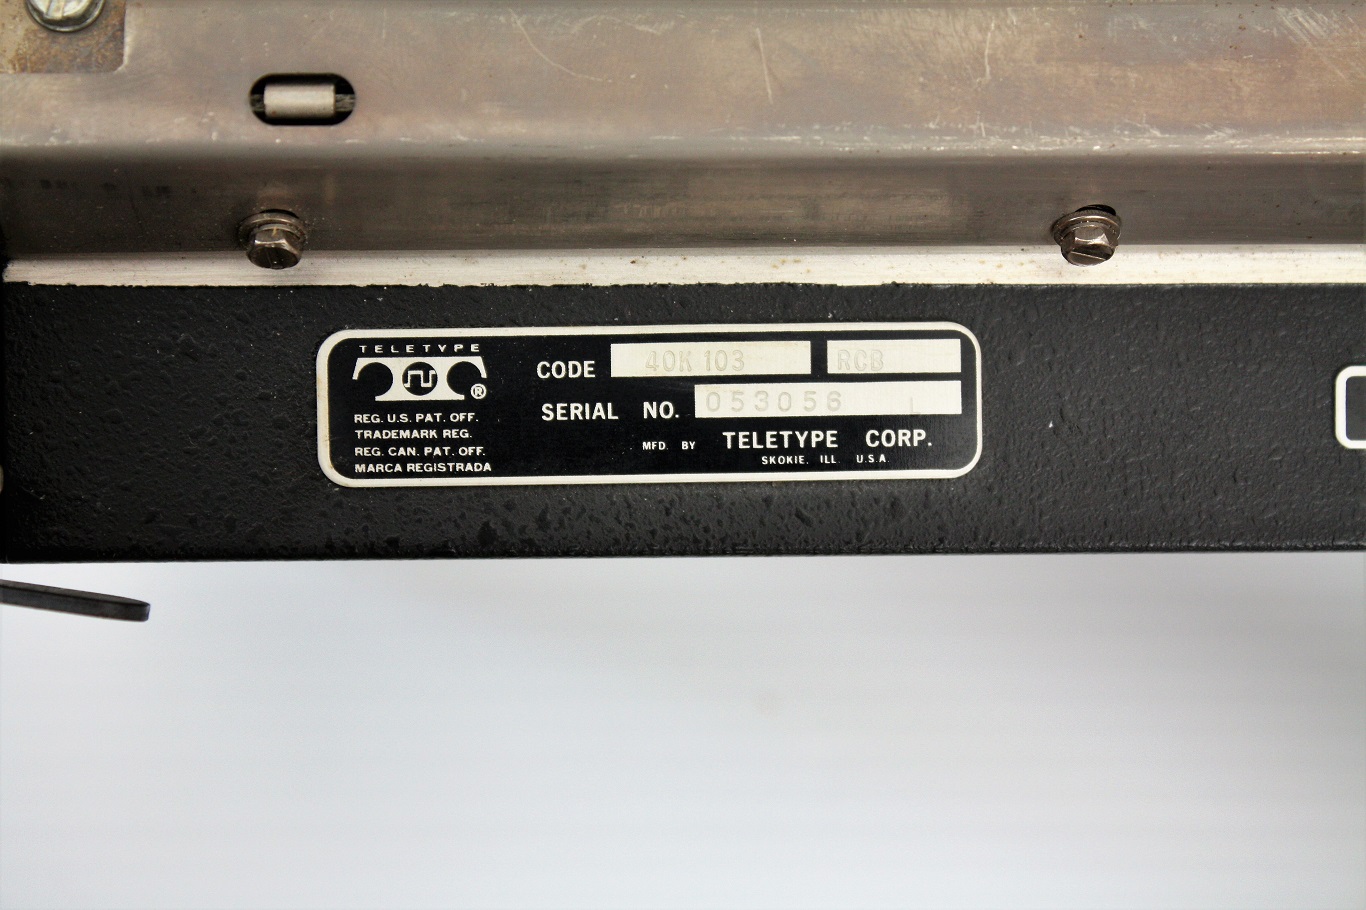 TELETYPE
®
REG. U.S. PAT. OFF.
TRADEMARK REG.
REG. CAN. PAT. OFF.
MARCA REGISTRADA
CODE 40K 103 RCB
SERIAL NO. 053056
MFD. BY TELETYPE CORP.
SKOKIE, ILL. U.S.A.